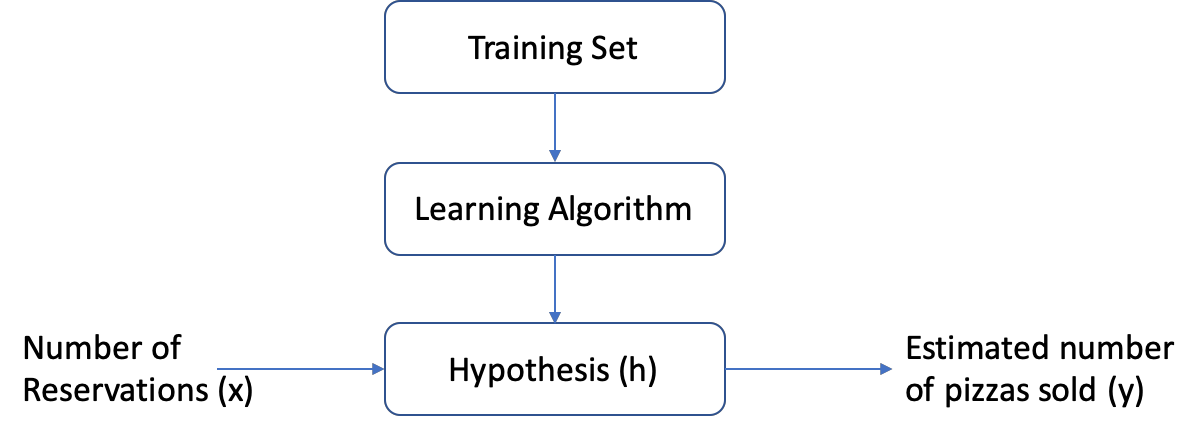 Training Set
Learning Algorithm
Number of
Reservations (x)
Hypothesis (h)
Estimated number
of pizzas sold (y)